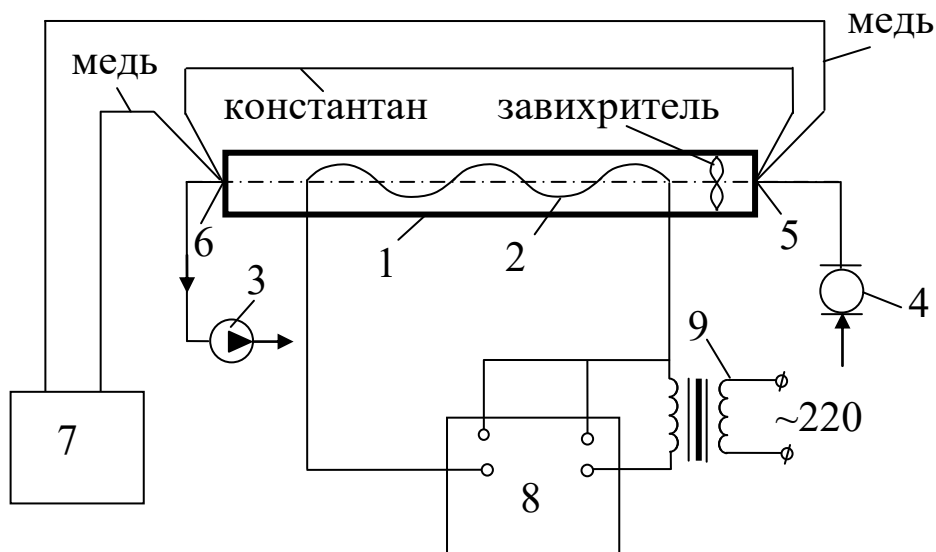 медь
медь
константан
завихритель
6
1
2
5
3
4
9
~220
7
8